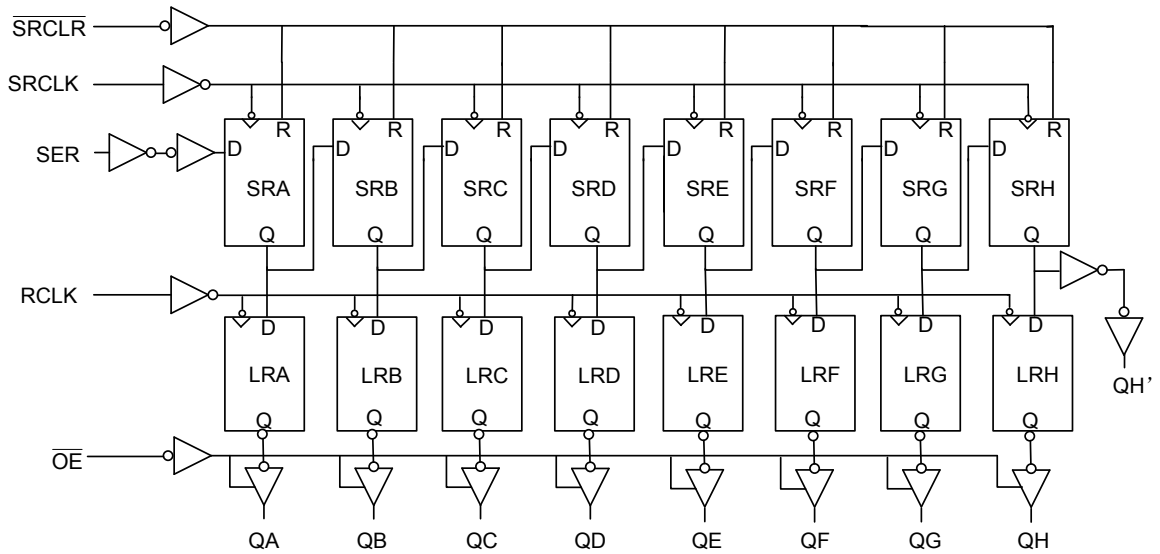 SRCLR
SRCLK
R R R R R R R R
SER
D D D D D D D D
SRA SRB SRC SRD SRE SRF SRG SRH
Q Q Q Q Q Q Q Q
RCLK
D D D D D D D D
LRA LRB LRC LRD LRE LRF LRG LRH
QH’
Q Q Q Q Q Q Q Q
OE
QA QB QC QD QE QF QG QH